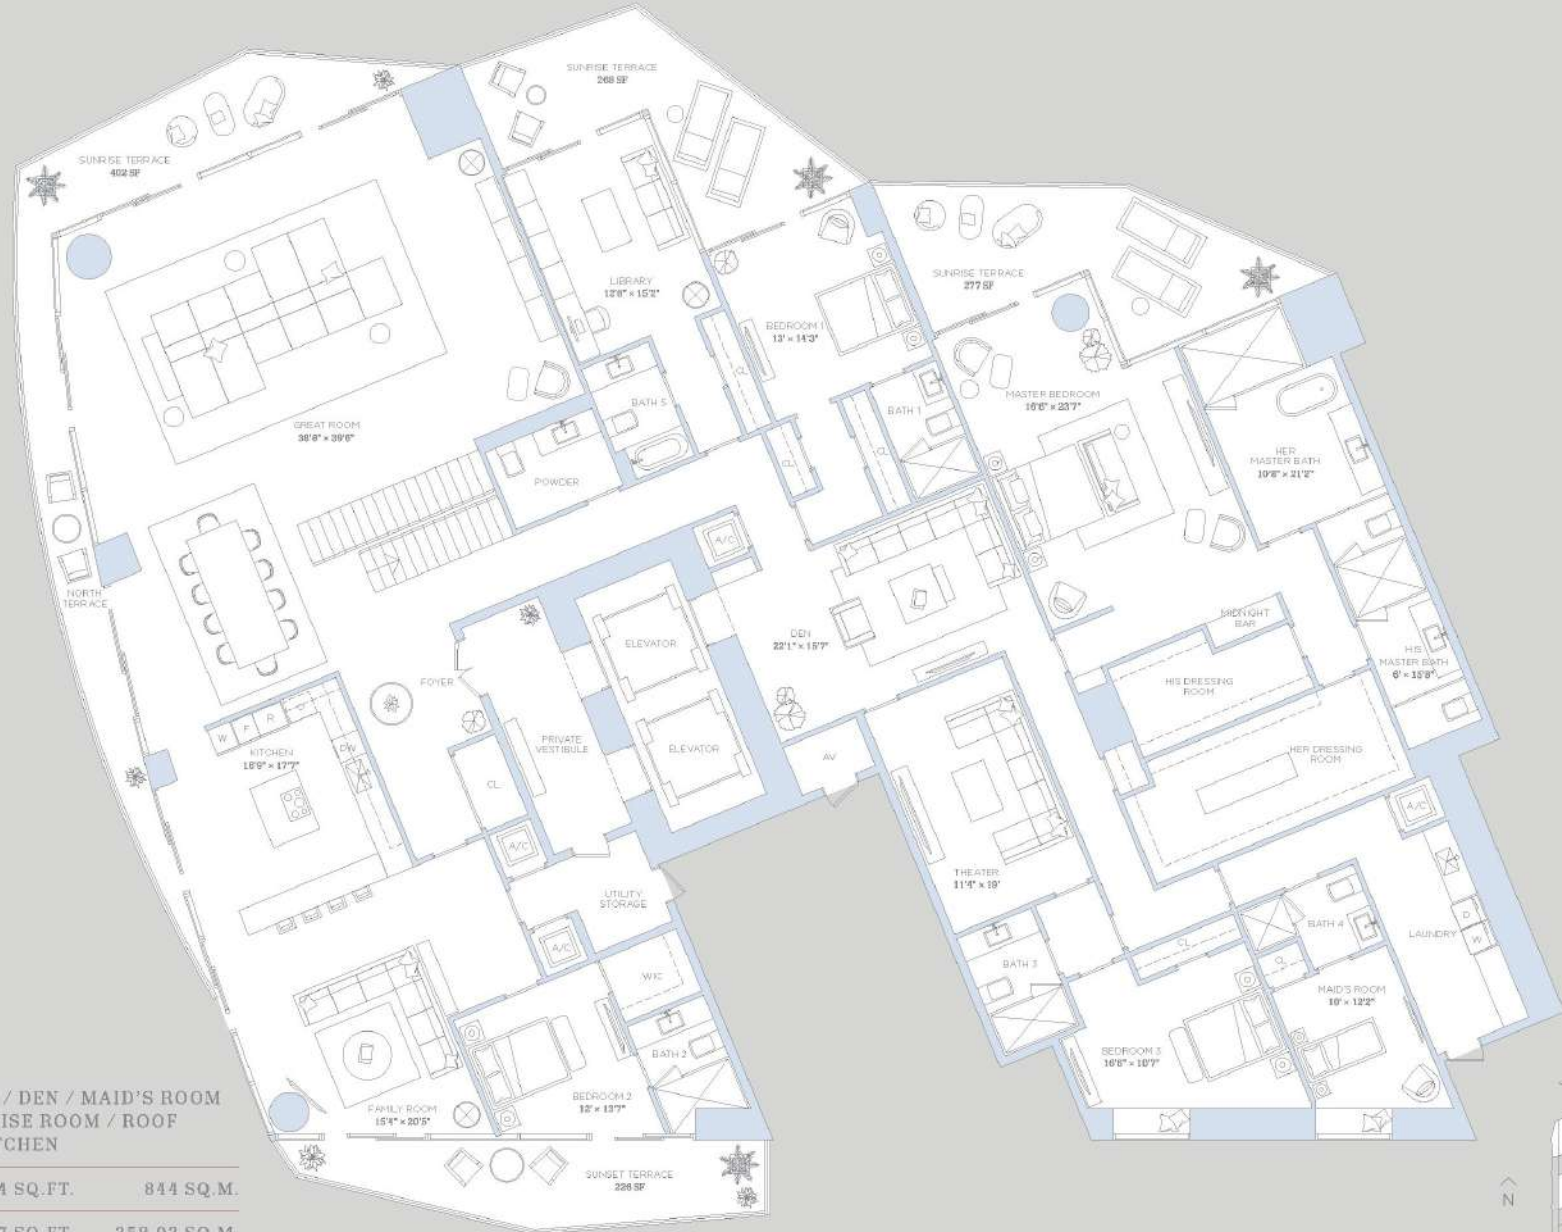 SUNRISE TERRACE
268 SF
SUNRISE TERRACE
402 SF
SUNRISE TERRACE
277 SF
LIBRARY
12'8" × 15'2"
BEDROOM 1
13' × 14'3"
CL
BATH 5
BATH 1
MASTER BEDROOM
16'6" × 23'7"
GREAT ROOM
38'8" × 39'6"
HER
MASTER BATH
10'8" × 21'2"
CL
CL
POWDER
A/C
NORTH
TERRACE
MIDNIGHT
BAR
DEN
22'1" × 15'7"
ELEVATOR
HIS
MASTER BATH
6' × 15'8"
FOYER
HIS DRESSING
ROOM
PRIVATE
VESTIBULE
W F R O
DW
KITCHEN
16'9" × 17'7"
ELEVATOR
AV
HER DRESSING
ROOM
CL
A/C
A/C
THEATER
11'4" × 19'
UTILITY
STORAGE
A/C
BATH 4
LAUNDRY
D
W
CL
BATH 3
WIC
CL
MAID'S ROOM
10' × 12'2"
BATH 2
BEDROOM 3
16'8" × 10'7"
BEDROOM 2
12' × 13'7"
FAMILY ROOM
15'4" × 20'5"
SUNSET TERRACE
226 SF
/ DEN / MAID'S ROOM
ISE ROOM / ROOF
TCHEN
4 SQ.FT. 844 SQ.M.
N